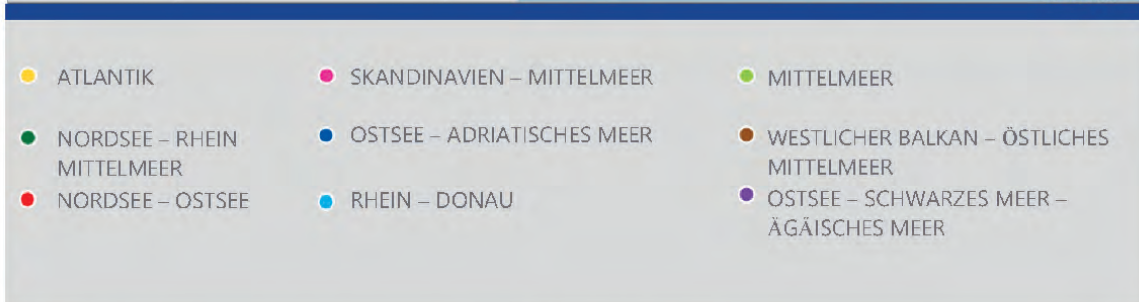 ATLANTIK
NORDSEE – RHEIN
MITTELMEER
NORDSEE – OSTSEE
SKANDINAVIEN – MITTELMEER
OSTSEE – ADRIATISCHES MEER
RHEIN – DONAU
MITTELMEER
WESTLICHER BALKAN – ÖSTLICHES
MITTELMEER
OSTSEE – SCHWARZES MEER –
ÄGÄISCHES MEER